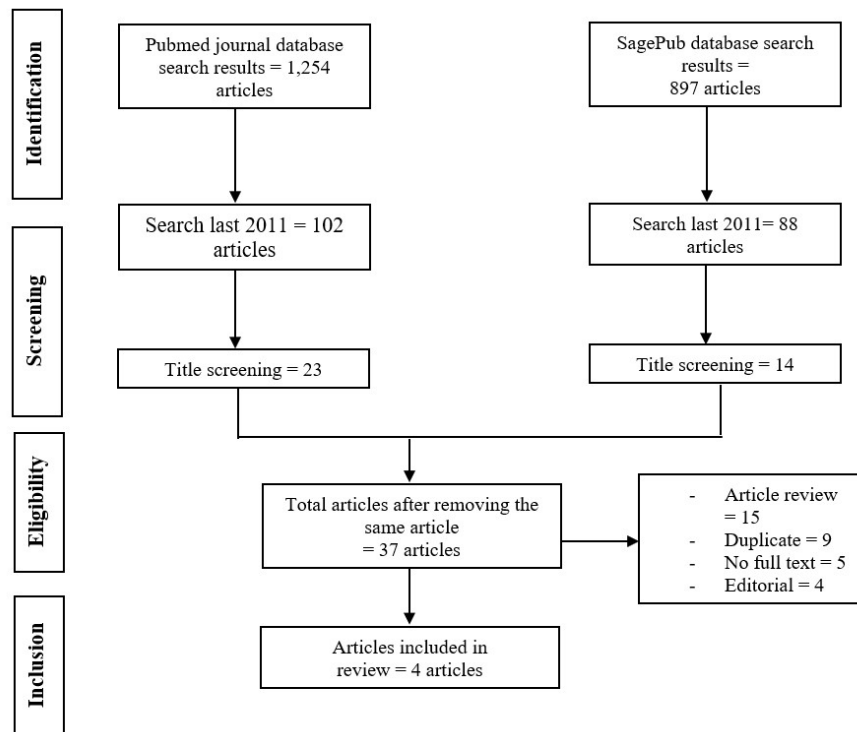 Identification
Pubmed journal database
search results = 1,254
articles
SagePub database search
results =
897 articles
Screening
Search last 2011 = 102
articles
Search last 2011= 88
articles
Title screening = 23
Title screening = 14
Eligibility
Total articles after removing the
same article
= 37 articles
- Article review
= 15
- Duplicate = 9
- No full text = 5
- Editorial = 4
Inclusion
Articles included in
review = 4 articles